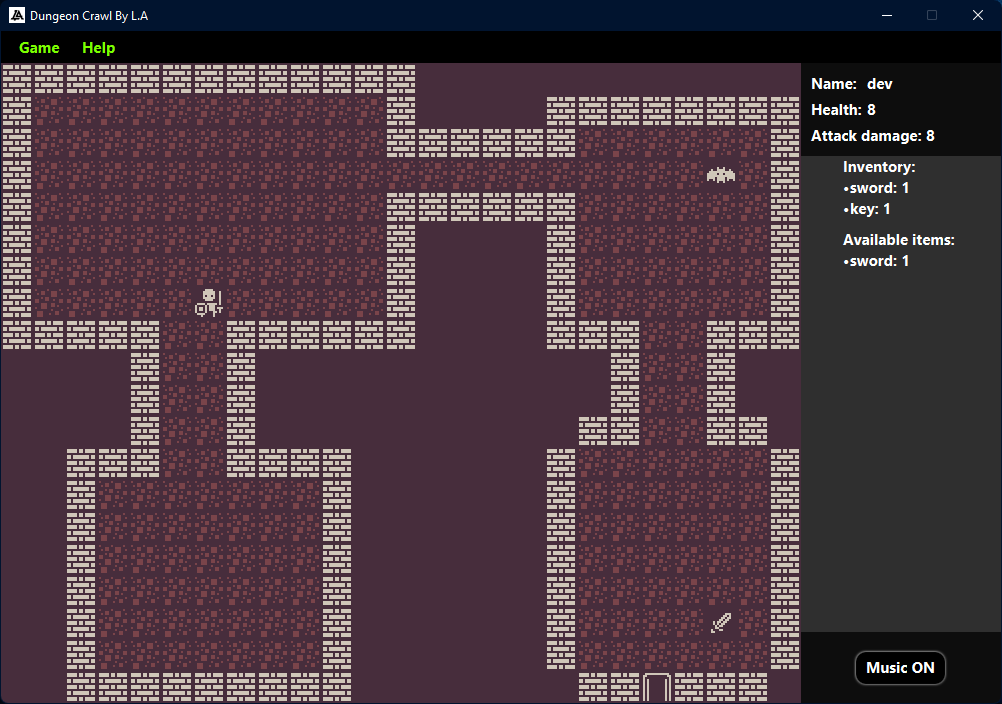 Dungeon Crawl By L.A
Game Help
Name: dev
Health: 8
Attack damage: 8
Inventory:
•sword: 1
•key: 1
Available items:
•sword: 1
Music ON